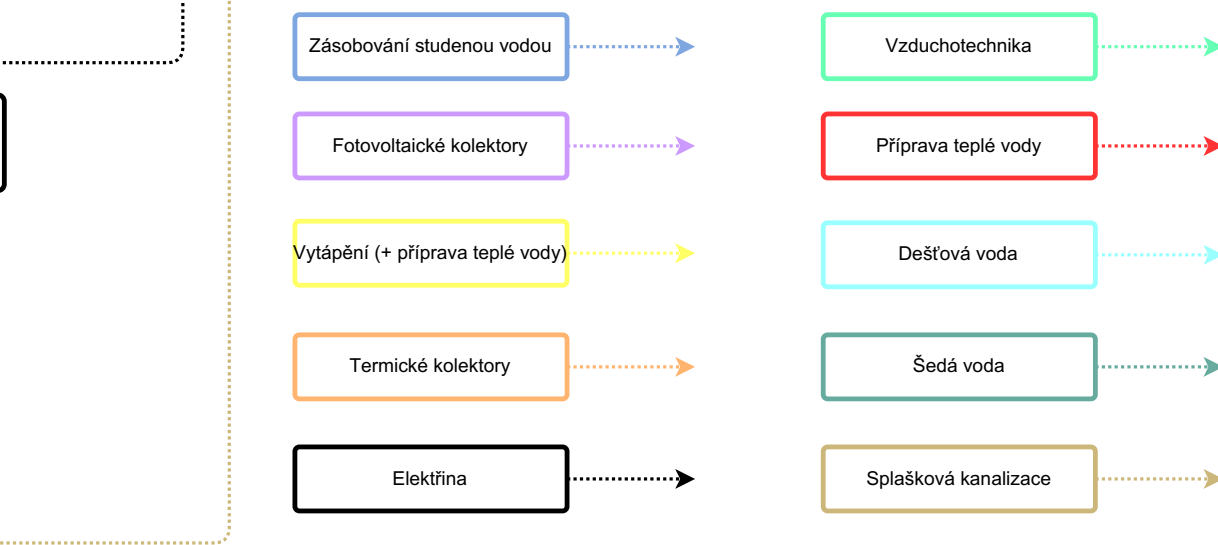 Zásobování studenou vodou
Vzduchotechnika
Fotovoltaické kolektory
Příprava teplé vody
Vytápění (+ příprava teplé vody)
Dešťová voda
Termické kolektory
Šedá voda
Elektřina
Splašková kanalizace